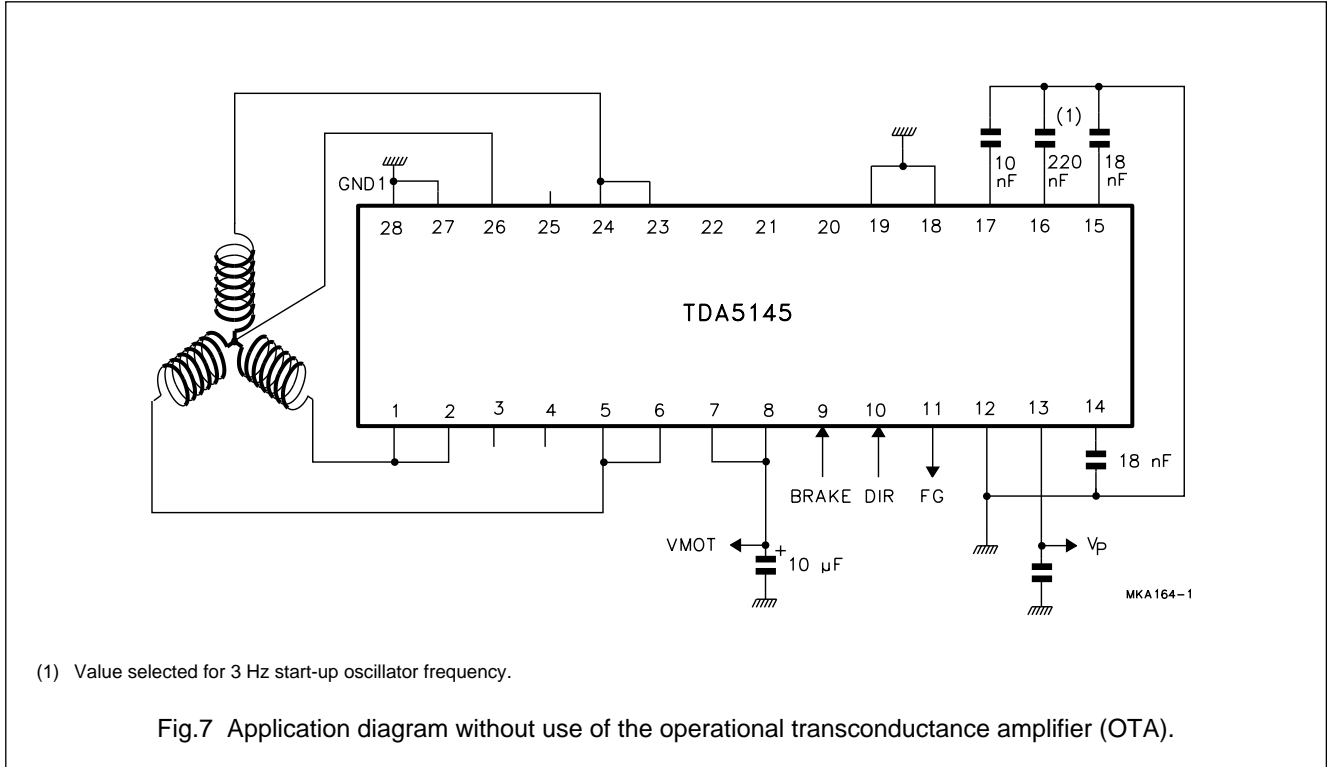 (1)
10 nF
220 nF
18 nF
GND1
28 27 26 25 24 23 22 21 20 19 18 17 16 15
TDA5145
1 2 3 4 5 6 7 8 9 10 11 12 13 14
18 nF
BRAKE DIR FG
VMOT
+
10 µF
VP
MKA164-1
(1) Value selected for 3 Hz start-up oscillator frequency.
Fig.7 Application diagram without use of the operational transconductance amplifier (OTA).